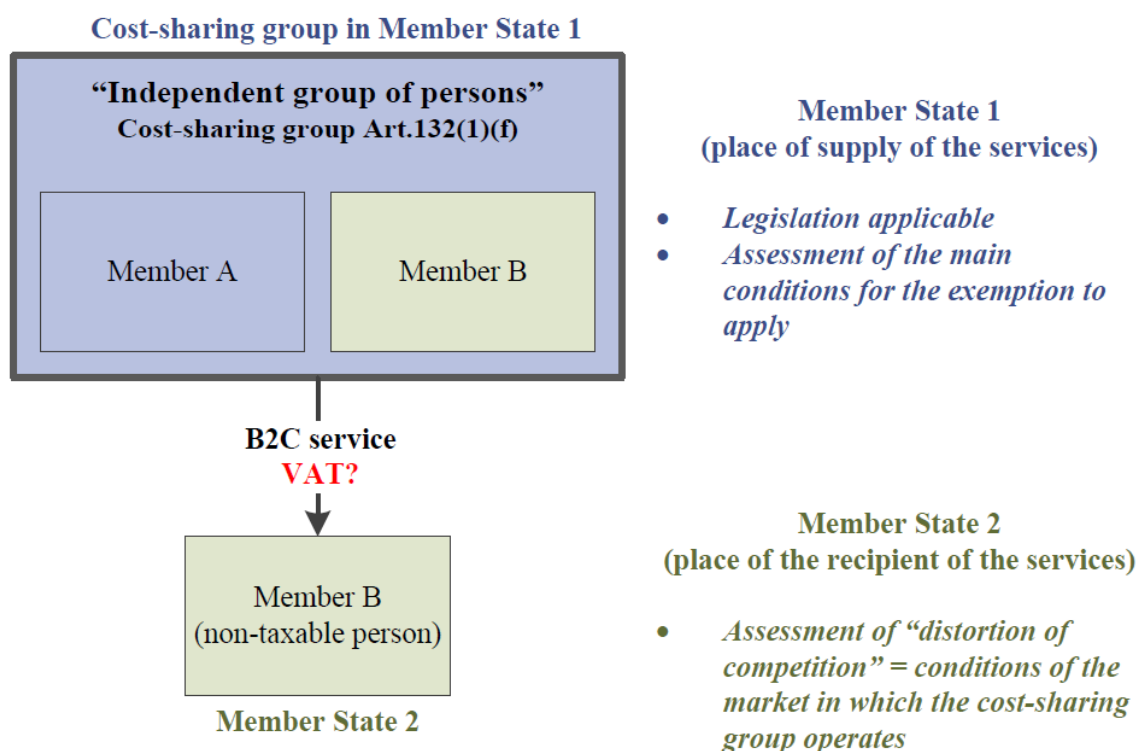 Cost-sharing group in Member State 1
“Independent group of persons”
Cost-sharing group Art.132(1)(f)
Member A
Member B
B2C service
VAT?
Member B
(non-taxable person)
Member State 2
Member State 1
(place of supply of the services)
• Legislation applicable
• Assessment of the main
conditions for the exemption to
apply
Member State 2
(place of the recipient of the services)
• Assessment of “distortion of
competition” = conditions of the
market in which the cost-sharing
group operates